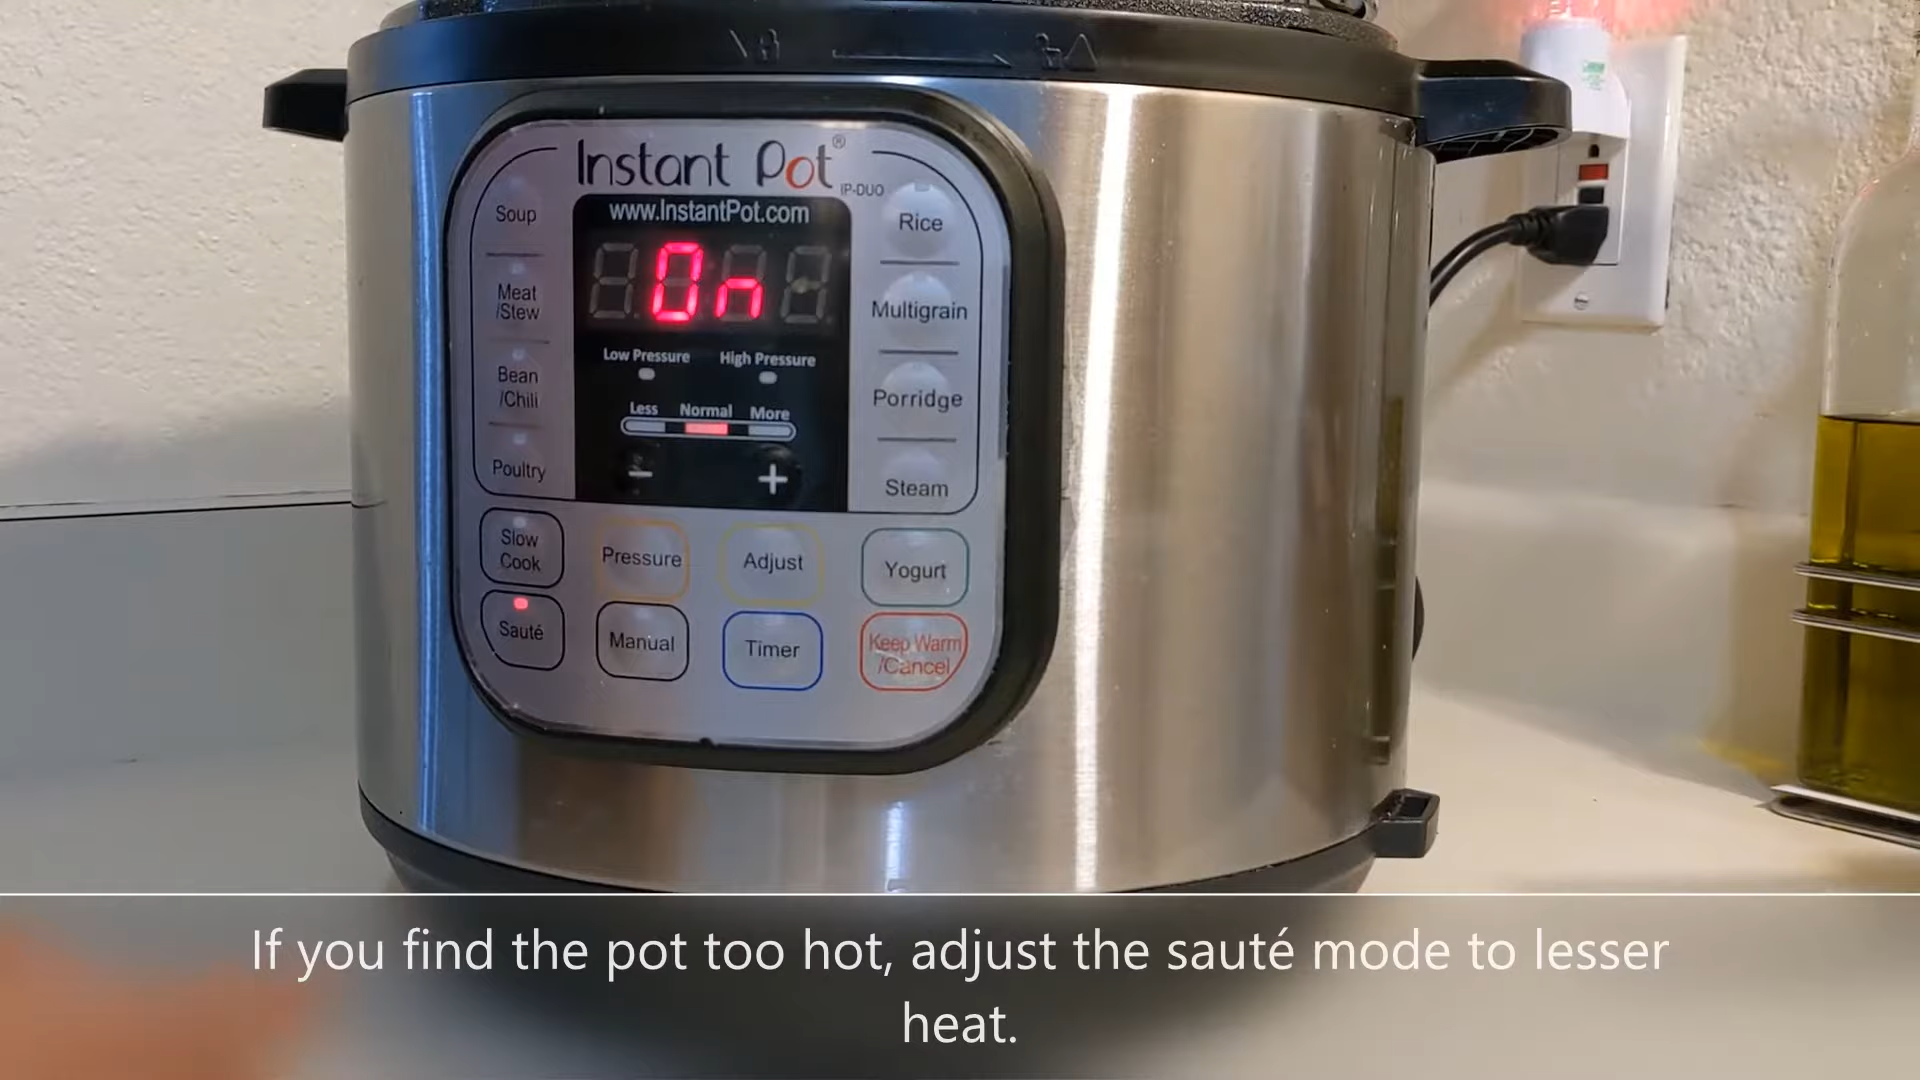 Instant Pot®
IP-DUO
www.InstantPot.com
On
Low Pressure High Pressure
Less Normal More
- +
Soup
Meat
/Stew
Bean
/Chili
Poultry
Rice
Multigrain
Porridge
Steam
Slow
Cook
Pressure
Adjust
Yogurt
Sauté
Manual
Timer
Keep Warm
/Cancel
If you find the pot too hot, adjust the sauté mode to lesser
heat.